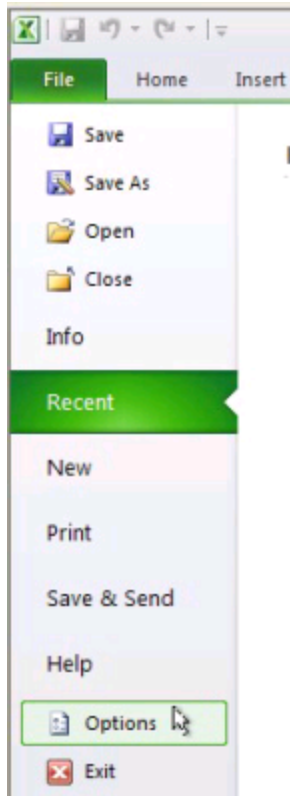 File Home Insert
Save
Save As
Open
Close
Info
Recent
New
Print
Save & Send
Help
Options
Exit